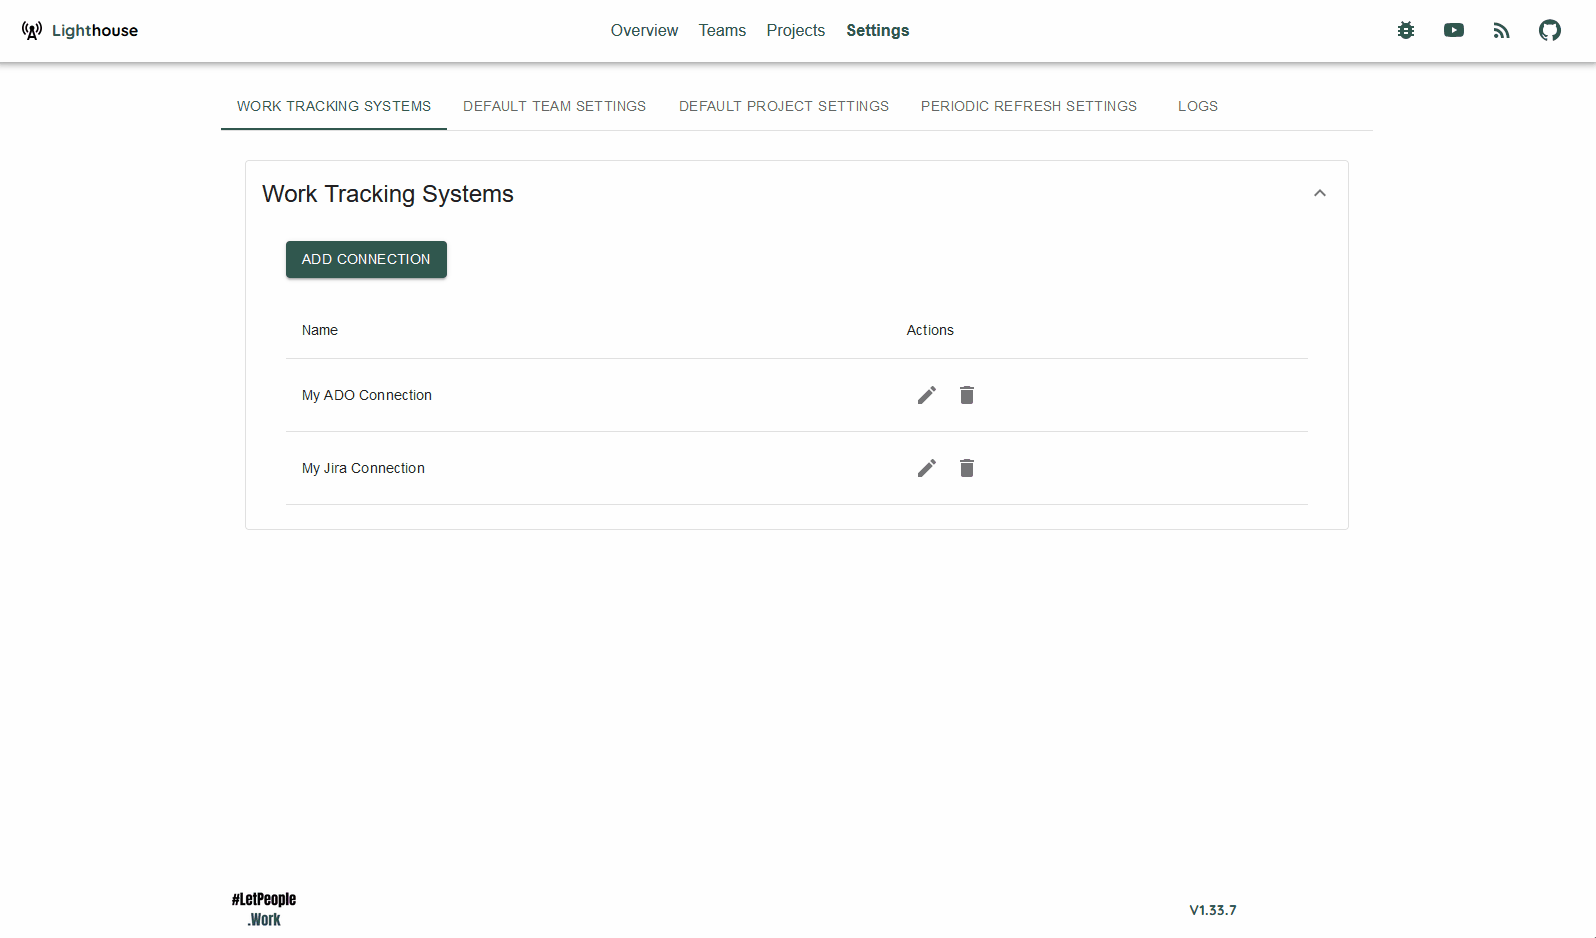 Lighthouse
Overview Teams Projects Settings
WORK TRACKING SYSTEMS DEFAULT TEAM SETTINGS DEFAULT PROJECT SETTINGS PERIODIC REFRESH SETTINGS LOGS
Work Tracking Systems
ADD CONNECTION
Name Actions
My ADO Connection
My Jira Connection
#LetPeople
.Work
V1.33.7